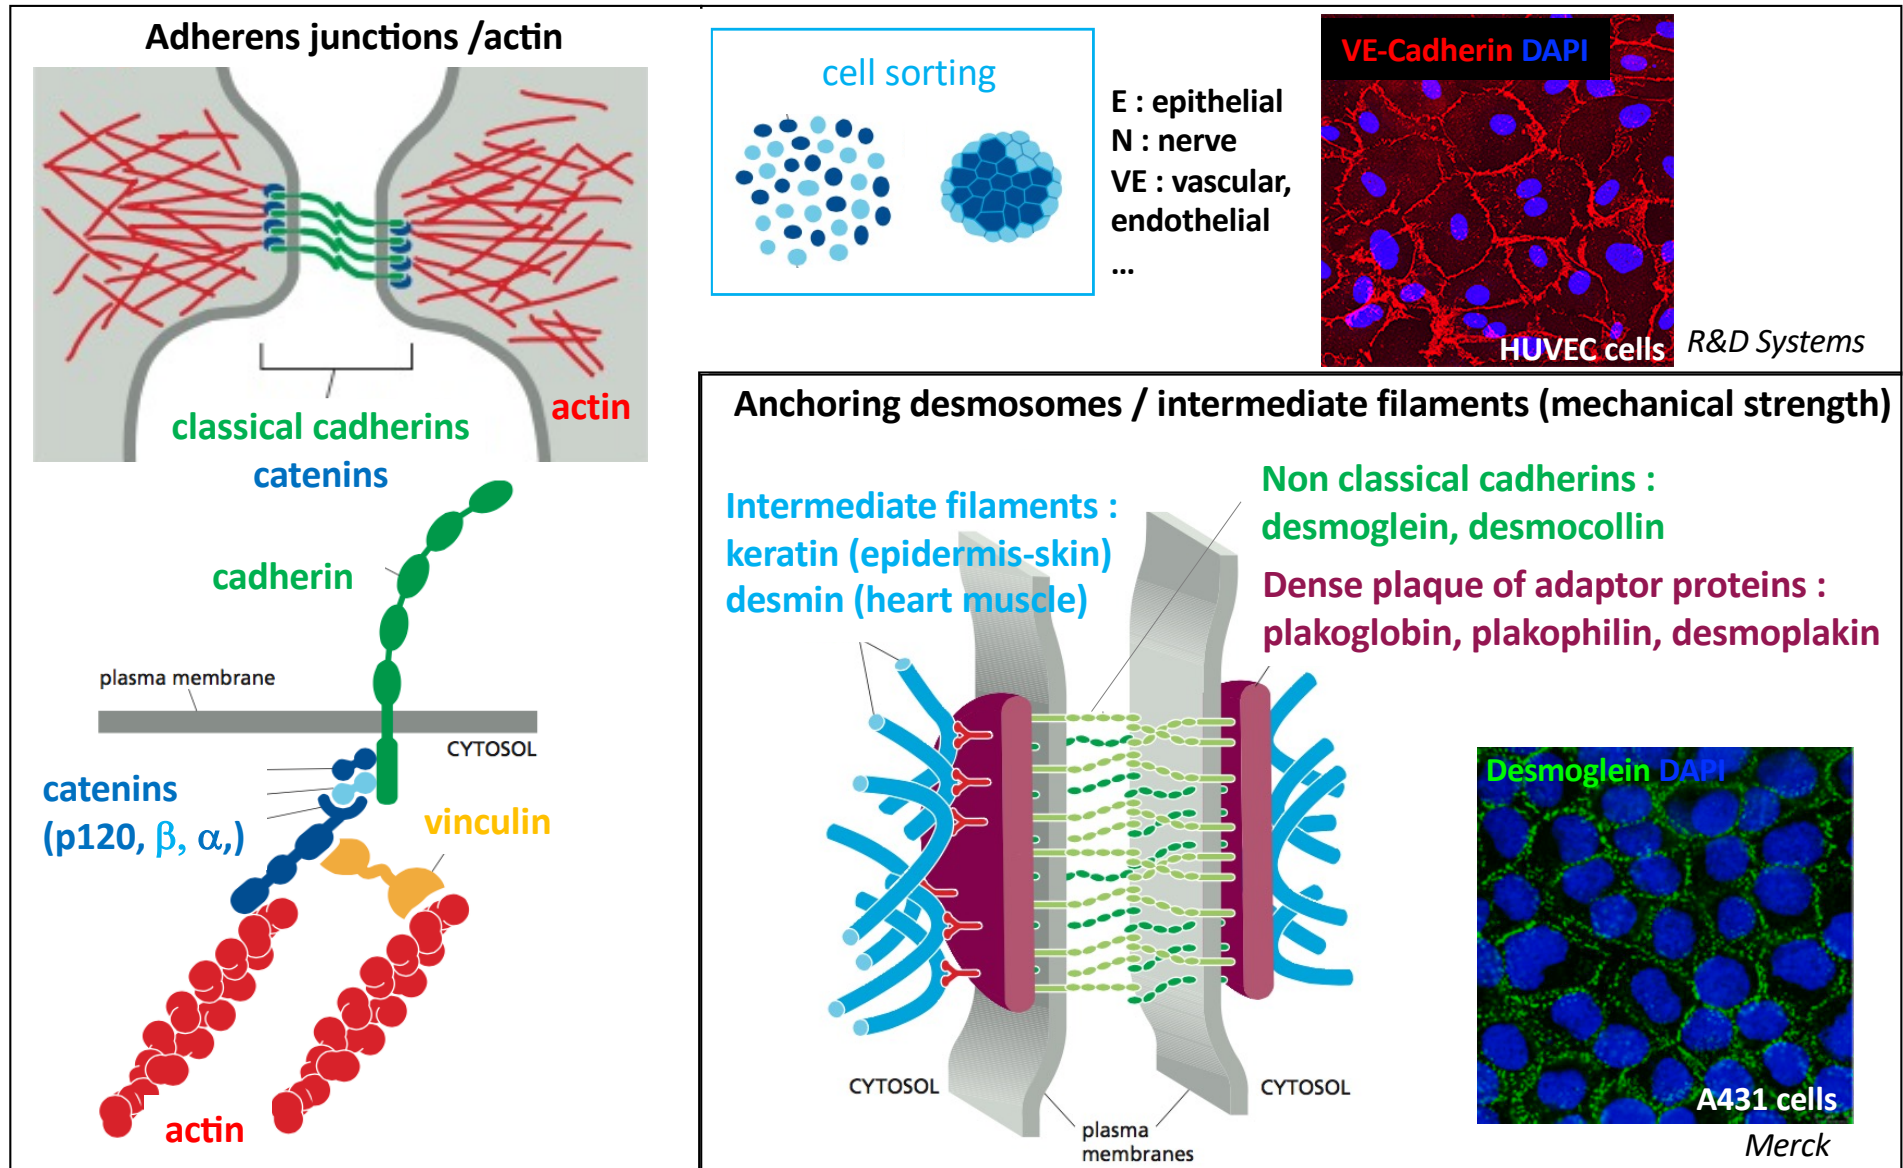 Adherens junctions /actin
classical cadherins
catenins
actin
cadherin
plasma membrane
CYTOSOL
catenins
(p120, β, α,)
vinculin
actin
cell sorting
E : epithelial
N : nerve
VE : vascular,
endothelial
...
VE-Cadherin DAPI
HUVEC cells
R&D Systems
Anchoring desmosomes / intermediate filaments (mechanical strength)
Intermediate filaments :
keratin (epidermis-skin)
desmin (heart muscle)
Non classical cadherins :
desmoglein, desmocollin
Dense plaque of adaptor proteins :
plakoglobin, plakophilin, desmoplakin
CYTOSOL
CYTOSOL
plasma
membranes
Desmoglein DAPI
A431 cells
Merck